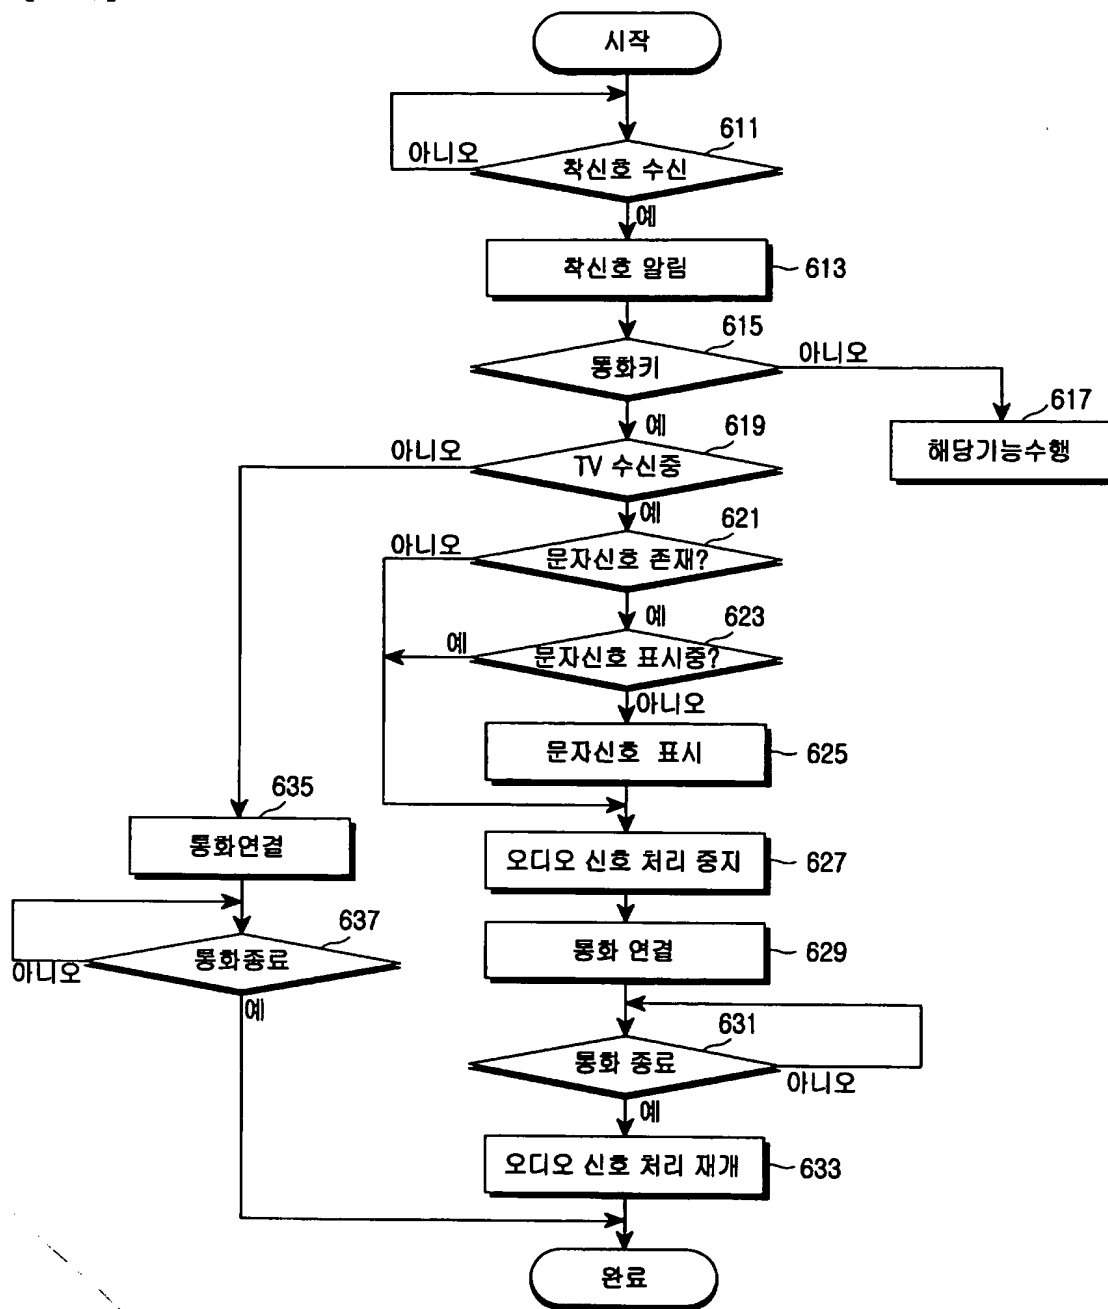 시작
611
아니오
착신호 수신
예
착신호 알림
613
615
통화키
아니오
617
해당기능수행
예
619
아니오
TV 수신중
예
621
아니오
문자신호 존재?
예
623
예
문자신호 표시중?
아니오
문자신호 표시
625
635
통화연결
오디오 신호 처리 중지
627
637
통화종료
아니오
예
통화 연결
629
631
통화 종료
아니오
예
오디오 신호 처리 재개
633
완료